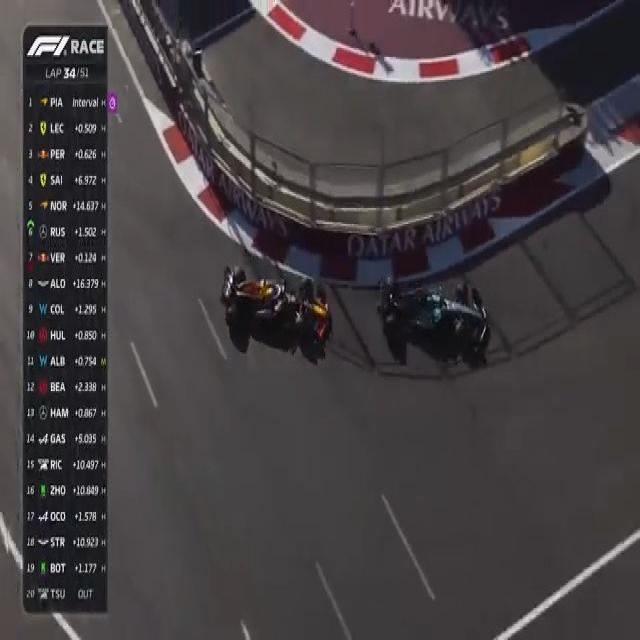 AIRWAYS
F1 RACE
LAP 34/51
1 PIA Interval H
2 LEC +0.509 H
3 PER +0.626 H
4 SAI +6.972 H
5 NOR +14.637 H
6 RUS +1.502 H
7 VER +0.124 H
8 ALO +16.379 H
9 COL +1.295 H
10 HUL +0.850 H
11 ALB +0.754 M
12 BEA +2.338 H
13 HAM +0.867 H
14 GAS +5.035 H
15 RIC +10.497 H
16 ZHO +10.849 H
17 OCO +1.578 H
18 STR +10.923 H
19 BOT +1.177 H
20 TSU OUT
AIRWAYS
QATAR AIRWAYS